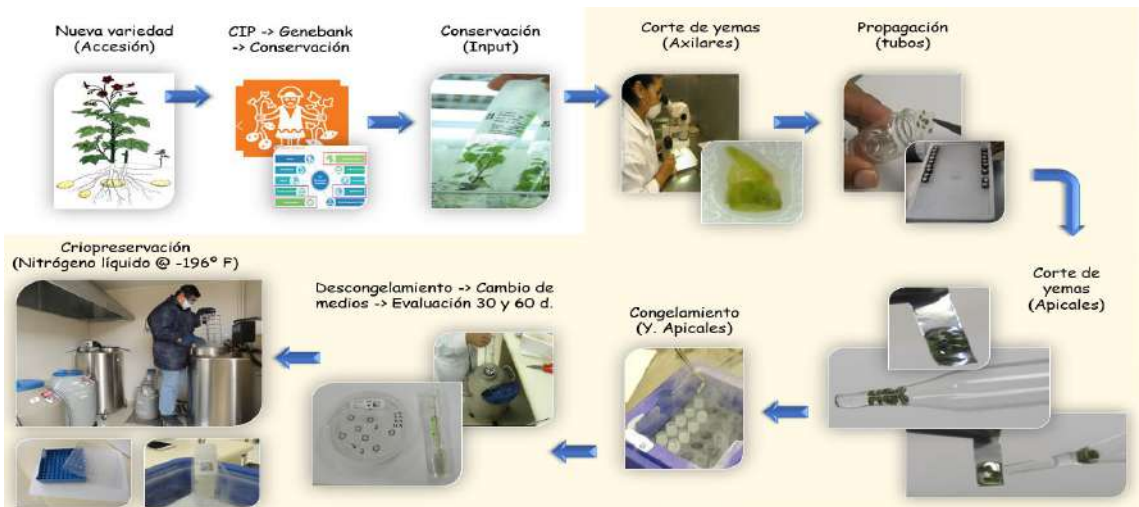 Nueva variedad
(Accesión)
CIP -> Genebank
-> Conservación
Conservación
(Input)
Corte de yemas
(Axilares)
Propagación
(tubos)
Corte de
yemas
(Apicales)
Congelamiento
(Y. Apicales)
Descongelamiento -> Cambio de
medios -> Evaluación 30 y 60 d.
Criopreservación
(Nitrógeno líquido @ -196º F)